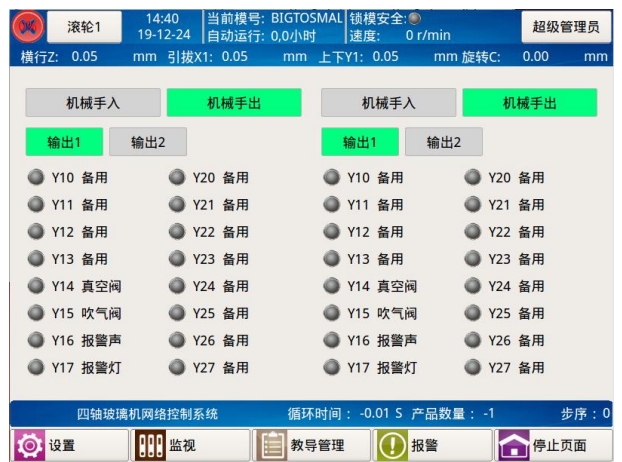 滚轮1 14:40 当前模号: BIGTOSMAL 锁模安全: 超级管理员
19-12-24 自动运行: 0,0小时 速度: 0 r/min
横行Z: 0.05 mm 引拔X1: 0.05 mm 上下Y1: 0.05 mm 旋转C: 0.00 mm
机械手入 机械手出 机械手入 机械手出
输出1 输出2 输出1 输出2
Y10 备用 Y20 备用 Y10 备用 Y20 备用
Y11 备用 Y21 备用 Y11 备用 Y21 备用
Y12 备用 Y22 备用 Y12 备用 Y22 备用
Y13 备用 Y23 备用 Y13 备用 Y23 备用
Y14 真空阀 Y24 备用 Y14 真空阀 Y24 备用
Y15 吹气阀 Y25 备用 Y15 吹气阀 Y25 备用
Y16 报警声 Y26 备用 Y16 报警声 Y26 备用
Y17 报警灯 Y27 备用 Y17 报警灯 Y27 备用
四轴玻璃机网络控制系统 循环时间： -0.01 S 产品数量： -1 步序： 0
设置 监视 教导管理 报警 停止页面